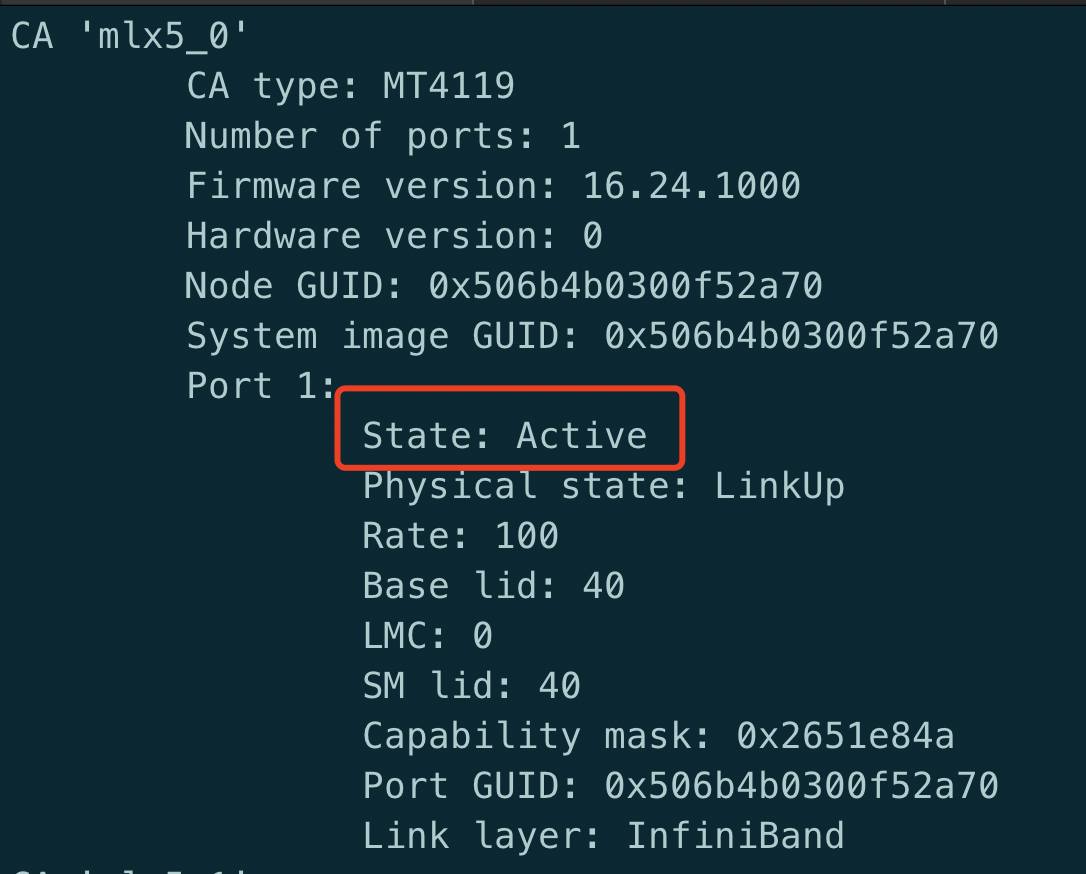 CA 'mlx5_0'
CA type: MT4119
Number of ports: 1
Firmware version: 16.24.1000
Hardware version: 0
Node GUID: 0x506b4b0300f52a70
System image GUID: 0x506b4b0300f52a70
Port 1:
State: Active
Physical state: LinkUp
Rate: 100
Base lid: 40
LMC: 0
SM lid: 40
Capability mask: 0x2651e84a
Port GUID: 0x506b4b0300f52a70
Link layer: InfiniBand